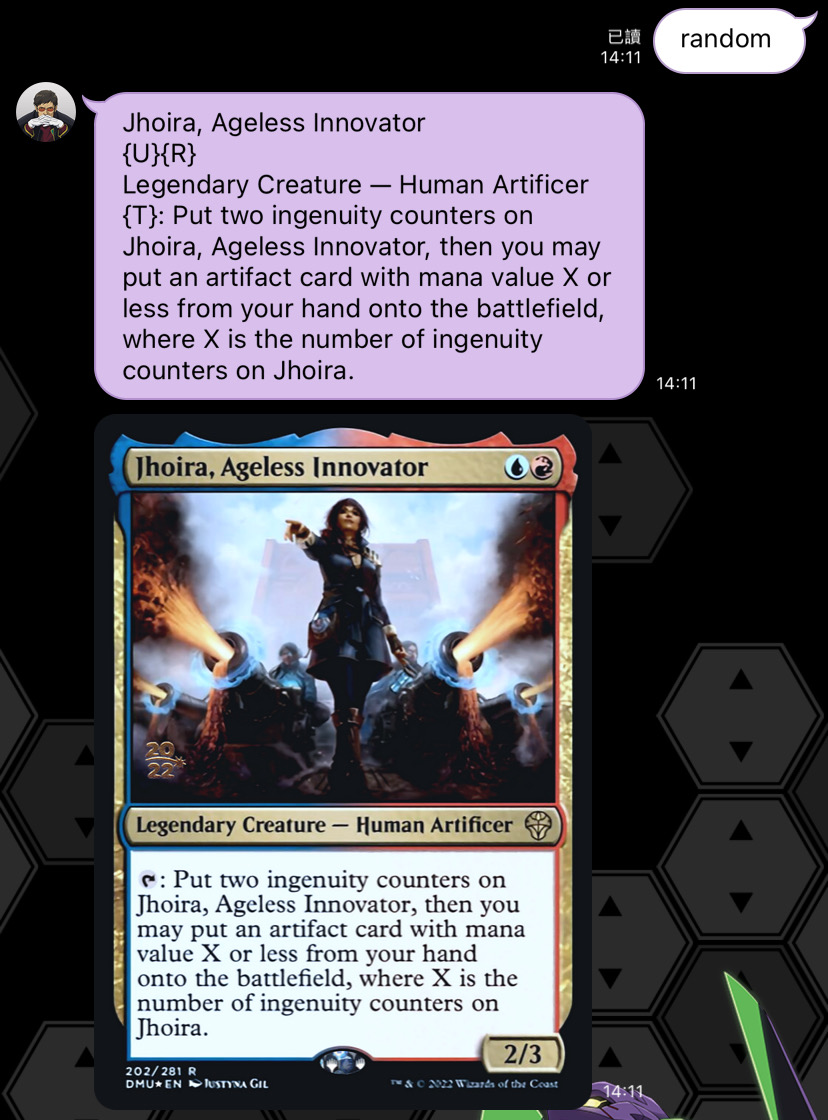 random
已讀
14:11
Jhoira, Ageless Innovator
{U}{R}
Legendary Creature — Human Artificer
{T}: Put two ingenuity counters on
Jhoira, Ageless Innovator, then you may
put an artifact card with mana value X or
less from your hand onto the battlefield,
where X is the number of ingenuity
counters on Jhoira.
14:11
Jhoira, Ageless Innovator
20
22
Legendary Creature — Human Artificer
: Put two ingenuity counters on
Jhoira, Ageless Innovator, then you
may put an artifact card with mana
value X or less from your hand
onto the battlefield, where X is the
number of ingenuity counters on
Jhoira.
2/3
202/281 R
DMU★EN Justyna Gil
™ & © 2022 Wizards of the Coast
14:11